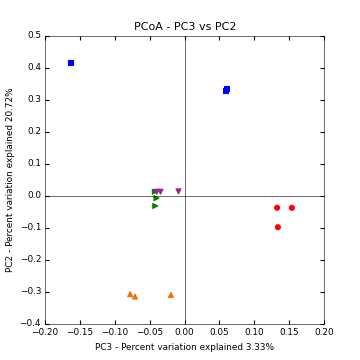 PCoA - PC3 vs PC2
0.5
0.4
0.3
0.2
0.1
0.0
−0.1
−0.2
−0.3
−0.4
−0.20 −0.15 −0.10 −0.05 0.00 0.05 0.10 0.15 0.20
PC3 - Percent variation explained 3.33%
PC2 - Percent variation explained 20.72%